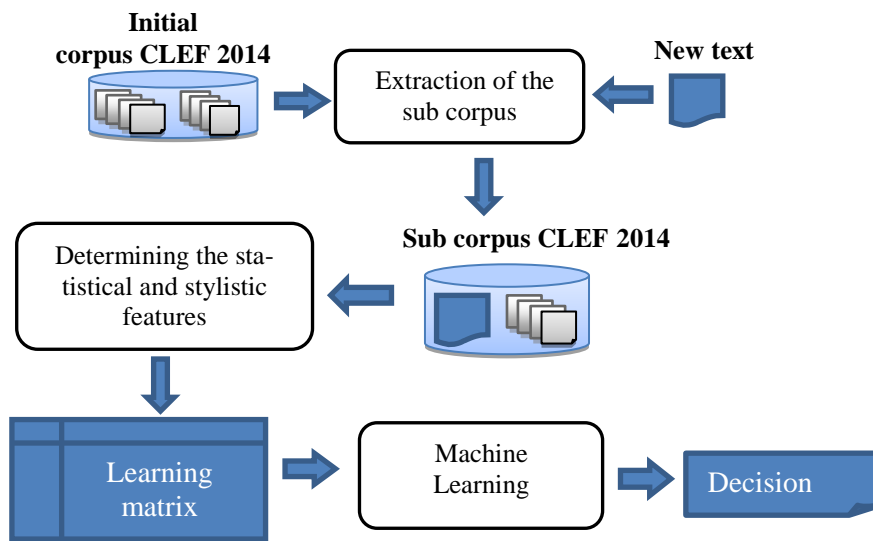 Initial
corpus CLEF 2014
Extraction of the
sub corpus
New text
Sub corpus CLEF 2014
Determining the sta-
tistical and stylistic
features
Learning
matrix
Machine
Learning
Decision